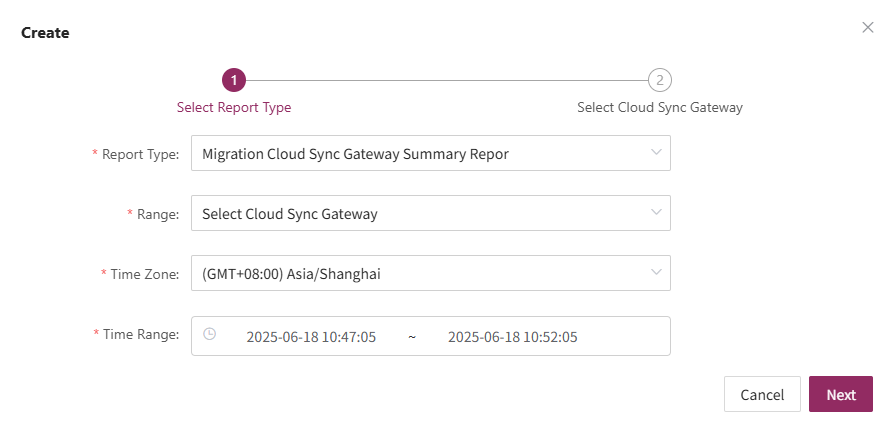 Create
1
2
Select Report Type
Select Cloud Sync Gateway
* Report Type:
Migration Cloud Sync Gateway Summary Repor
* Range:
Select Cloud Sync Gateway
* Time Zone:
(GMT+08:00) Asia/Shanghai
* Time Range:
2025-06-18 10:47:05 ~ 2025-06-18 10:52:05
Cancel
Next